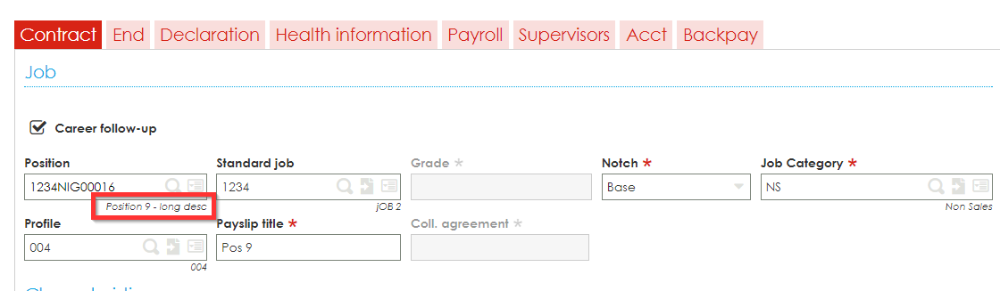 Contract End Declaration Health information Payroll Supervisors Acct Backpay
Job
Career follow-up
Position Standard job Grade * Notch * Job Category *
1234NIG00016 1234 Base NS
Position 9 - long desc jOB 2 Non Sales
Profile Payslip title * Coll. agreement *
004 Pos 9
004